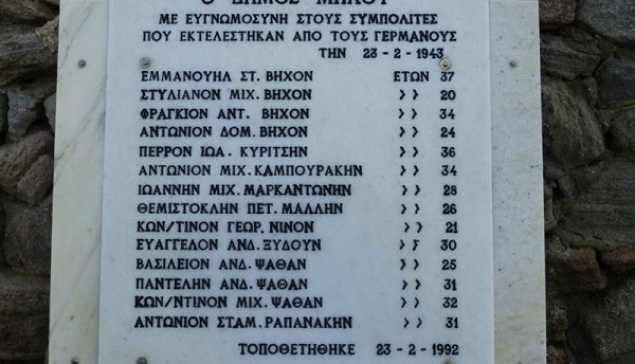 Ο ΔΗΜΟΣ ΜΗΛΟΥ
ΜΕ ΕΥΓΝΩΜΟΣΥΝΗ ΣΤΟΥΣ ΣΥΜΠΟΛΙΤΕΣ
ΠΟΥ ΕΚΤΕΛΕΣΤΗΚΑΝ ΑΠΟ ΤΟΥΣ ΓΕΡΜΑΝΟΥΣ
ΤΗΝ 23-2-1943
ΕΜΜΑΝΟΥΗΛ ΣΤ. ΒΗΧΟΝ ΕΤΩΝ 37
ΣΤΥΛΙΑΝΟΝ ΜΙΧ. ΒΗΧΟΝ >> 20
ΦΡΑΓΚΙΟΝ ΑΝΤ. ΒΗΧΟΝ >> 34
ΑΝΤΩΝΙΟΝ ΔΟΜ. ΒΗΧΟΝ >> 24
ΠΕΡΡΟΝ ΙΩΑ. ΚΥΡΙΤΣΗΝ >> 36
ΑΝΤΩΝΙΟΝ ΜΙΧ. ΚΑΜΠΟΥΡΑΚΗΝ >> 34
ΙΩΑΝΝΗΝ ΜΙΧ. ΜΑΡΚΑΝΤΩΝΗΝ >> 28
ΘΕΜΙΣΤΟΚΛΗΝ ΠΕΤ. ΜΑΛΛΗΝ >> 26
ΚΩΝ/ΤΙΝΟΝ ΓΕΩΡ. ΝΙΝΟΝ >> 21
ΕΥΑΓΓΕΛΟΝ ΑΝΔ. ΞΥΔΟΥΝ >> 30
ΒΑΣΙΛΕΙΟΝ ΑΝΔ. ΨΑΘΑΝ >> 25
ΠΑΝΤΕΛΗΝ ΑΝΔ. ΨΑΘΑΝ >> 31
ΚΩΝ/ΝΤΙΝΟΝ ΜΙΧ. ΨΑΘΑΝ >> 32
ΑΝΤΩΝΙΟΝ ΣΤΑΜ. ΡΑΠΑΝΑΚΗΝ >> 31
ΤΟΠΟΘΕΤΗΘΗΚΕ 23-2-1992